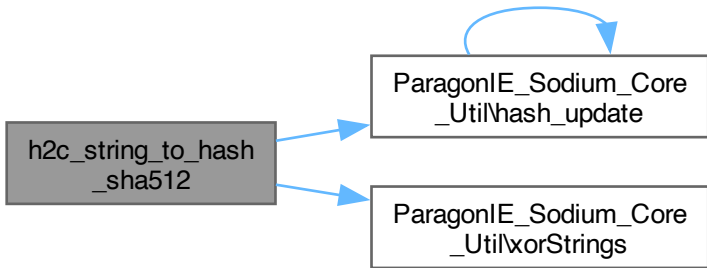 h2c_string_to_hash
_sha512
ParagonIE_Sodium_Core
_Util\hash_update
ParagonIE_Sodium_Core
_Util\xorStrings